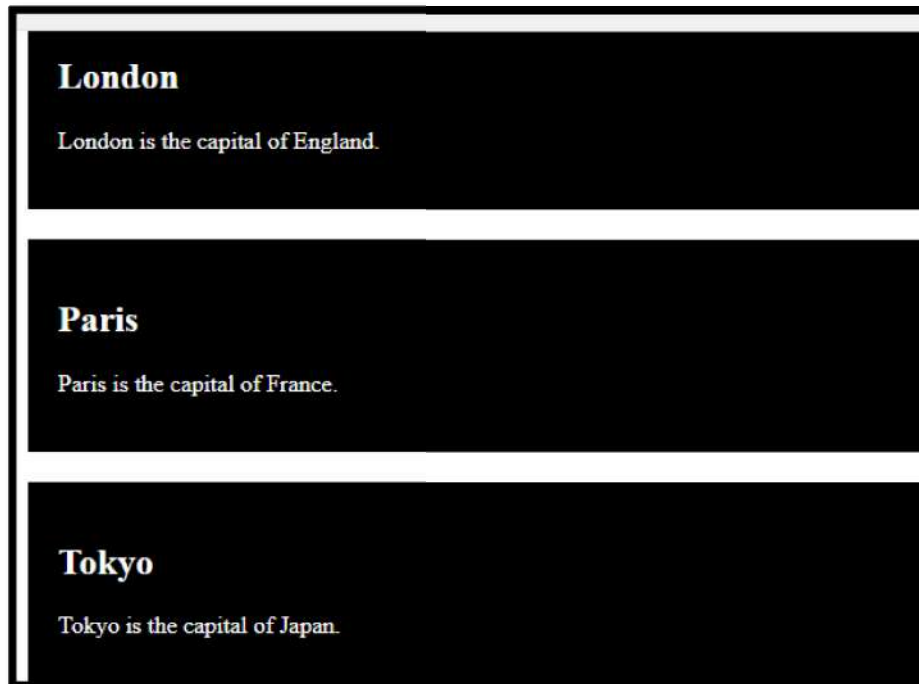 London
London is the capital of England.
Paris
Paris is the capital of France.
Tokyo
Tokyo is the capital of Japan.